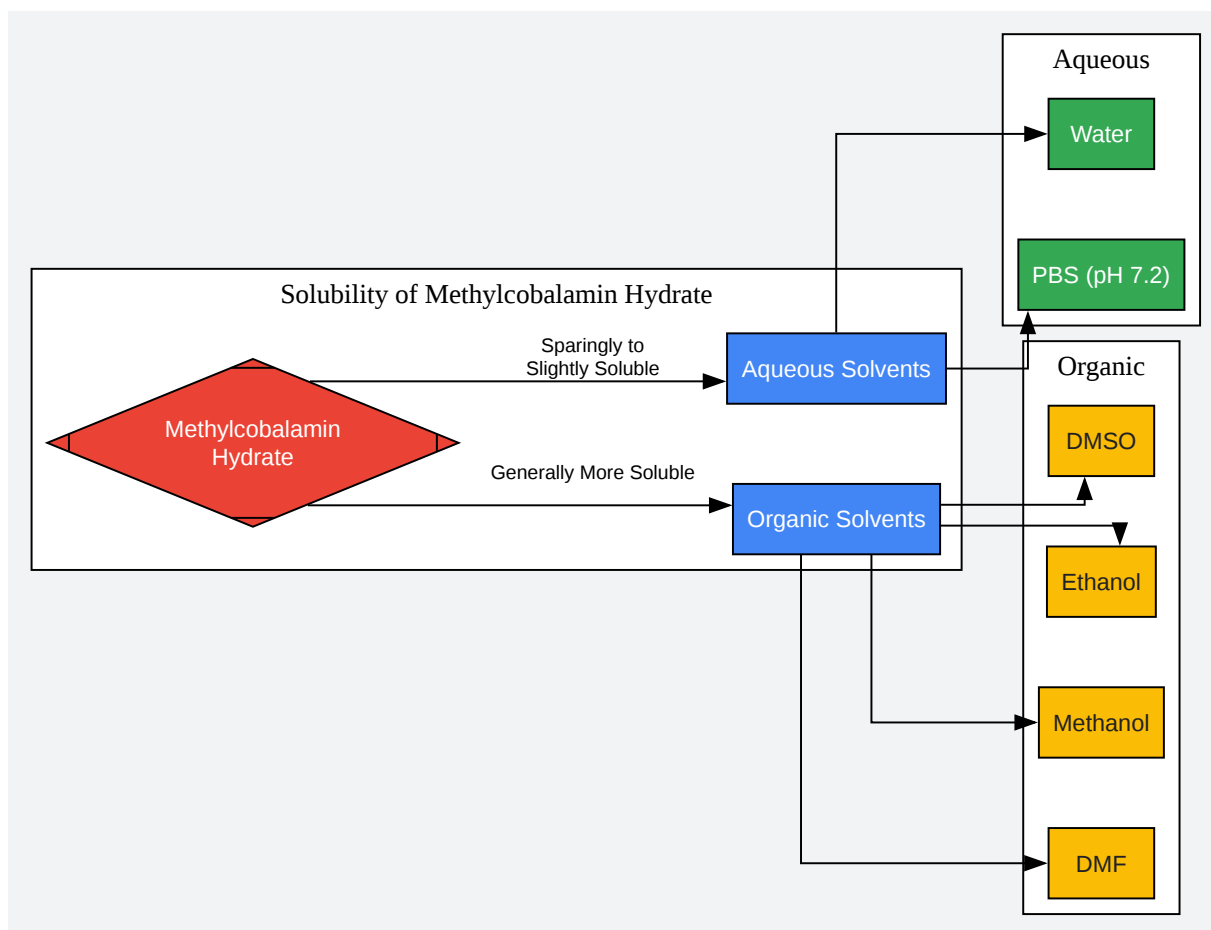 Solubility of Methylcobalamin Hydrate
Methylcobalamin
Hydrate
Sparingly to
Slightly Soluble
Generally More Soluble
Aqueous Solvents
Organic Solvents
Aqueous
Water
PBS (pH 7.2)
Organic
DMSO
Ethanol
Methanol
DMF